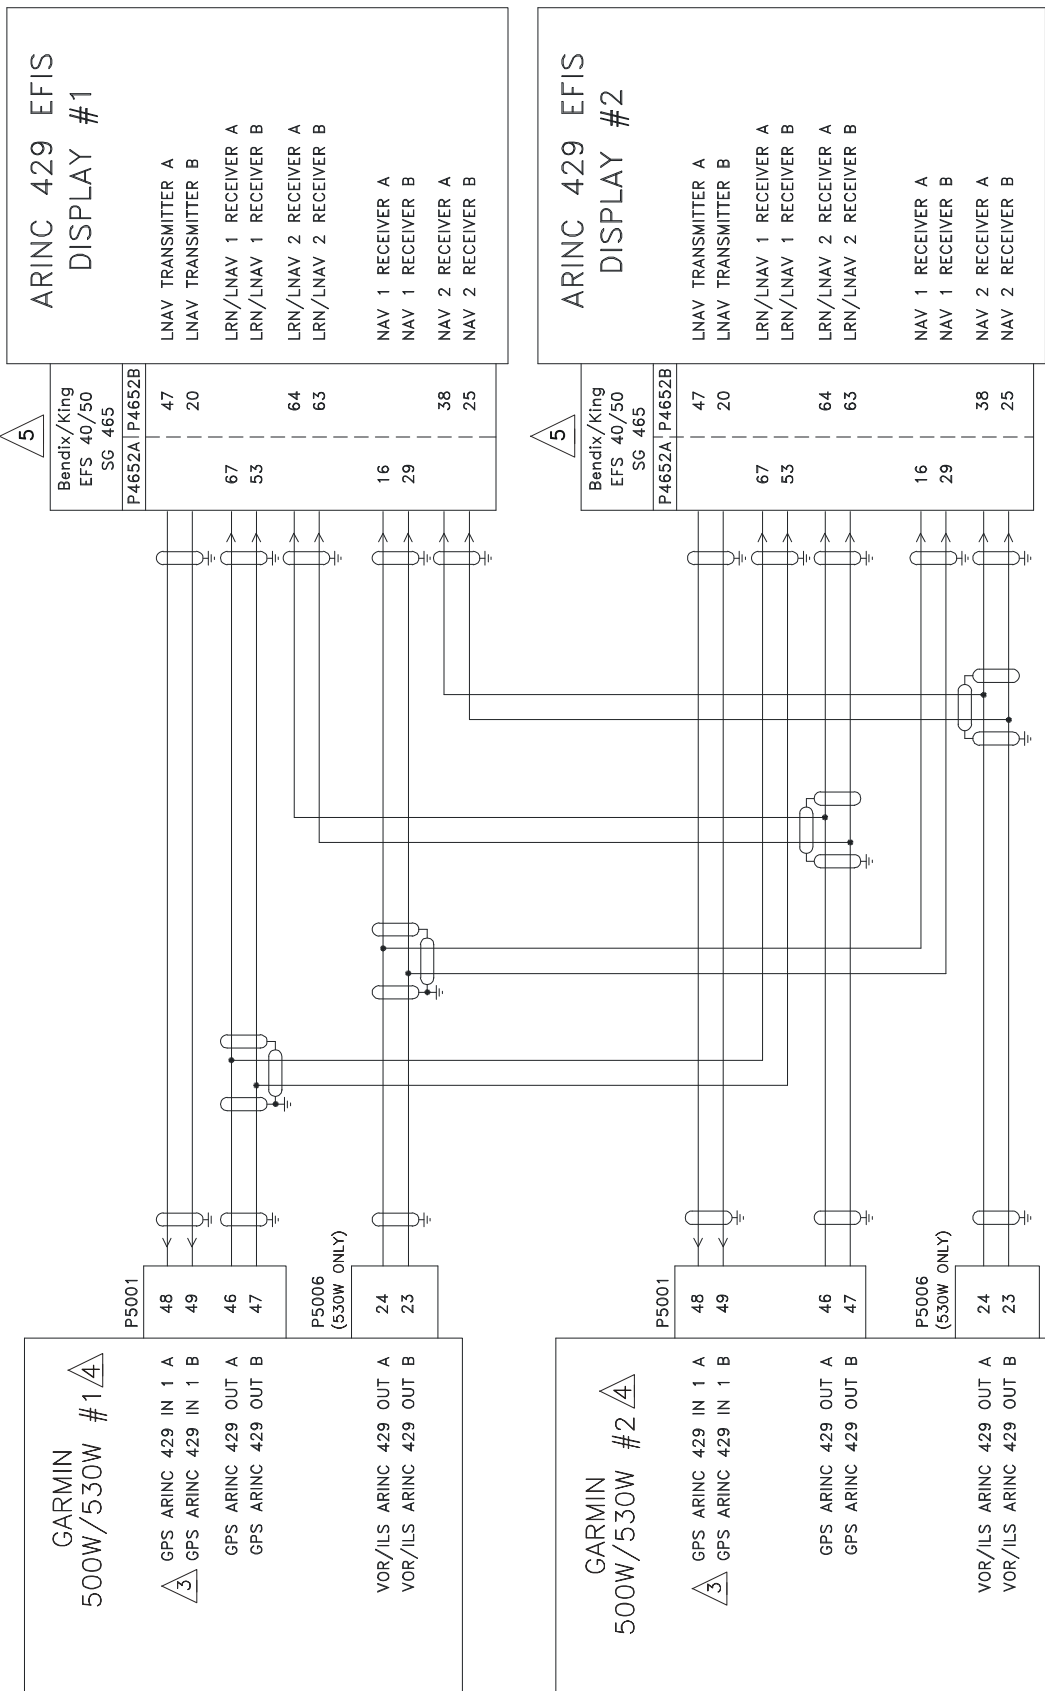 GARMIN
500W/530W #1
4
3
GPS ARINC 429 IN 1 A
GPS ARINC 429 IN 1 B
GPS ARINC 429 OUT A
GPS ARINC 429 OUT B
VOR/ILS ARINC 429 OUT A
VOR/ILS ARINC 429 OUT B
P5001
48
49
46
47
P5006
(530W ONLY)
24
23
5
Bendix/King
EFS 40/50
SG 465
P4652A P4652B
47
20
67
53
64
63
16
29
38
25
ARINC 429 EFIS
DISPLAY #1
LNAV TRANSMITTER A
LNAV TRANSMITTER B
LRN/LNAV 1 RECEIVER A
LRN/LNAV 1 RECEIVER B
LRN/LNAV 2 RECEIVER A
LRN/LNAV 2 RECEIVER B
NAV 1 RECEIVER A
NAV 1 RECEIVER B
NAV 2 RECEIVER A
NAV 2 RECEIVER B
GARMIN
500W/530W #2
4
3
GPS ARINC 429 IN 1 A
GPS ARINC 429 IN 1 B
GPS ARINC 429 OUT A
GPS ARINC 429 OUT B
VOR/ILS ARINC 429 OUT A
VOR/ILS ARINC 429 OUT B
P5001
48
49
46
47
P5006
(530W ONLY)
24
23
5
Bendix/King
EFS 40/50
SG 465
P4652A P4652B
47
20
67
53
64
63
16
29
38
25
ARINC 429 EFIS
DISPLAY #2
LNAV TRANSMITTER A
LNAV TRANSMITTER B
LRN/LNAV 1 RECEIVER A
LRN/LNAV 1 RECEIVER B
LRN/LNAV 2 RECEIVER A
LRN/LNAV 2 RECEIVER B
NAV 1 RECEIVER A
NAV 1 RECEIVER B
NAV 2 RECEIVER A
NAV 2 RECEIVER B